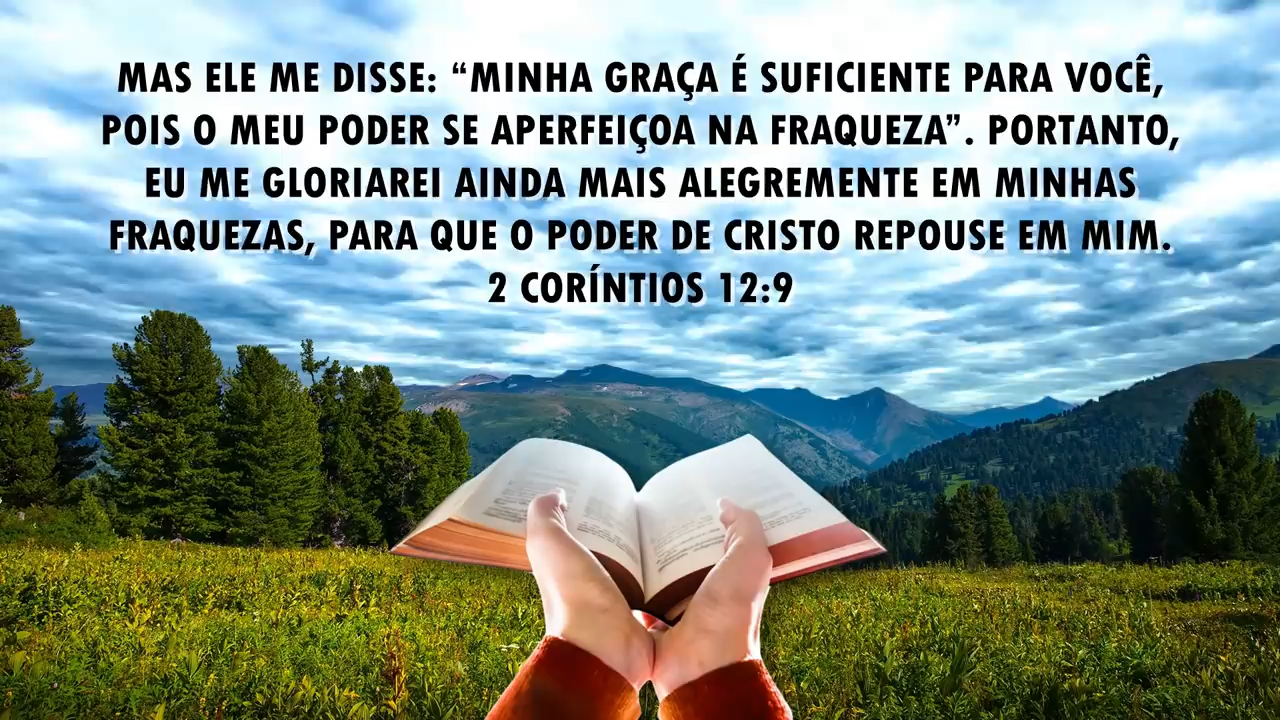 MAS ELE ME DISSE: “MINHA GRAÇA É SUFICIENTE PARA VOCÊ,
POIS O MEU PODER SE APERFEIÇOA NA FRAQUEZA”. PORTANTO,
EU ME GLORIAREI AINDA MAIS ALEGREMENTE EM MINHAS
FRAQUEZAS, PARA QUE O PODER DE CRISTO REPOUSE EM MIM.
2 CORÍNTIOS 12:9